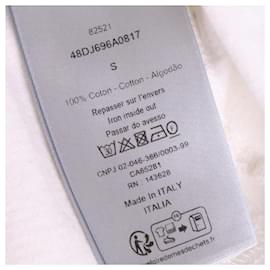 82521
48DJ696A0817
S
100% Coton - Cotton - Algodão
Repasser sur l'envers
Iron inside out
Passar do avesso
CNPJ 02-046-366/0003-99
CA65281
RN : 143628
Made in ITALY
ITALIA